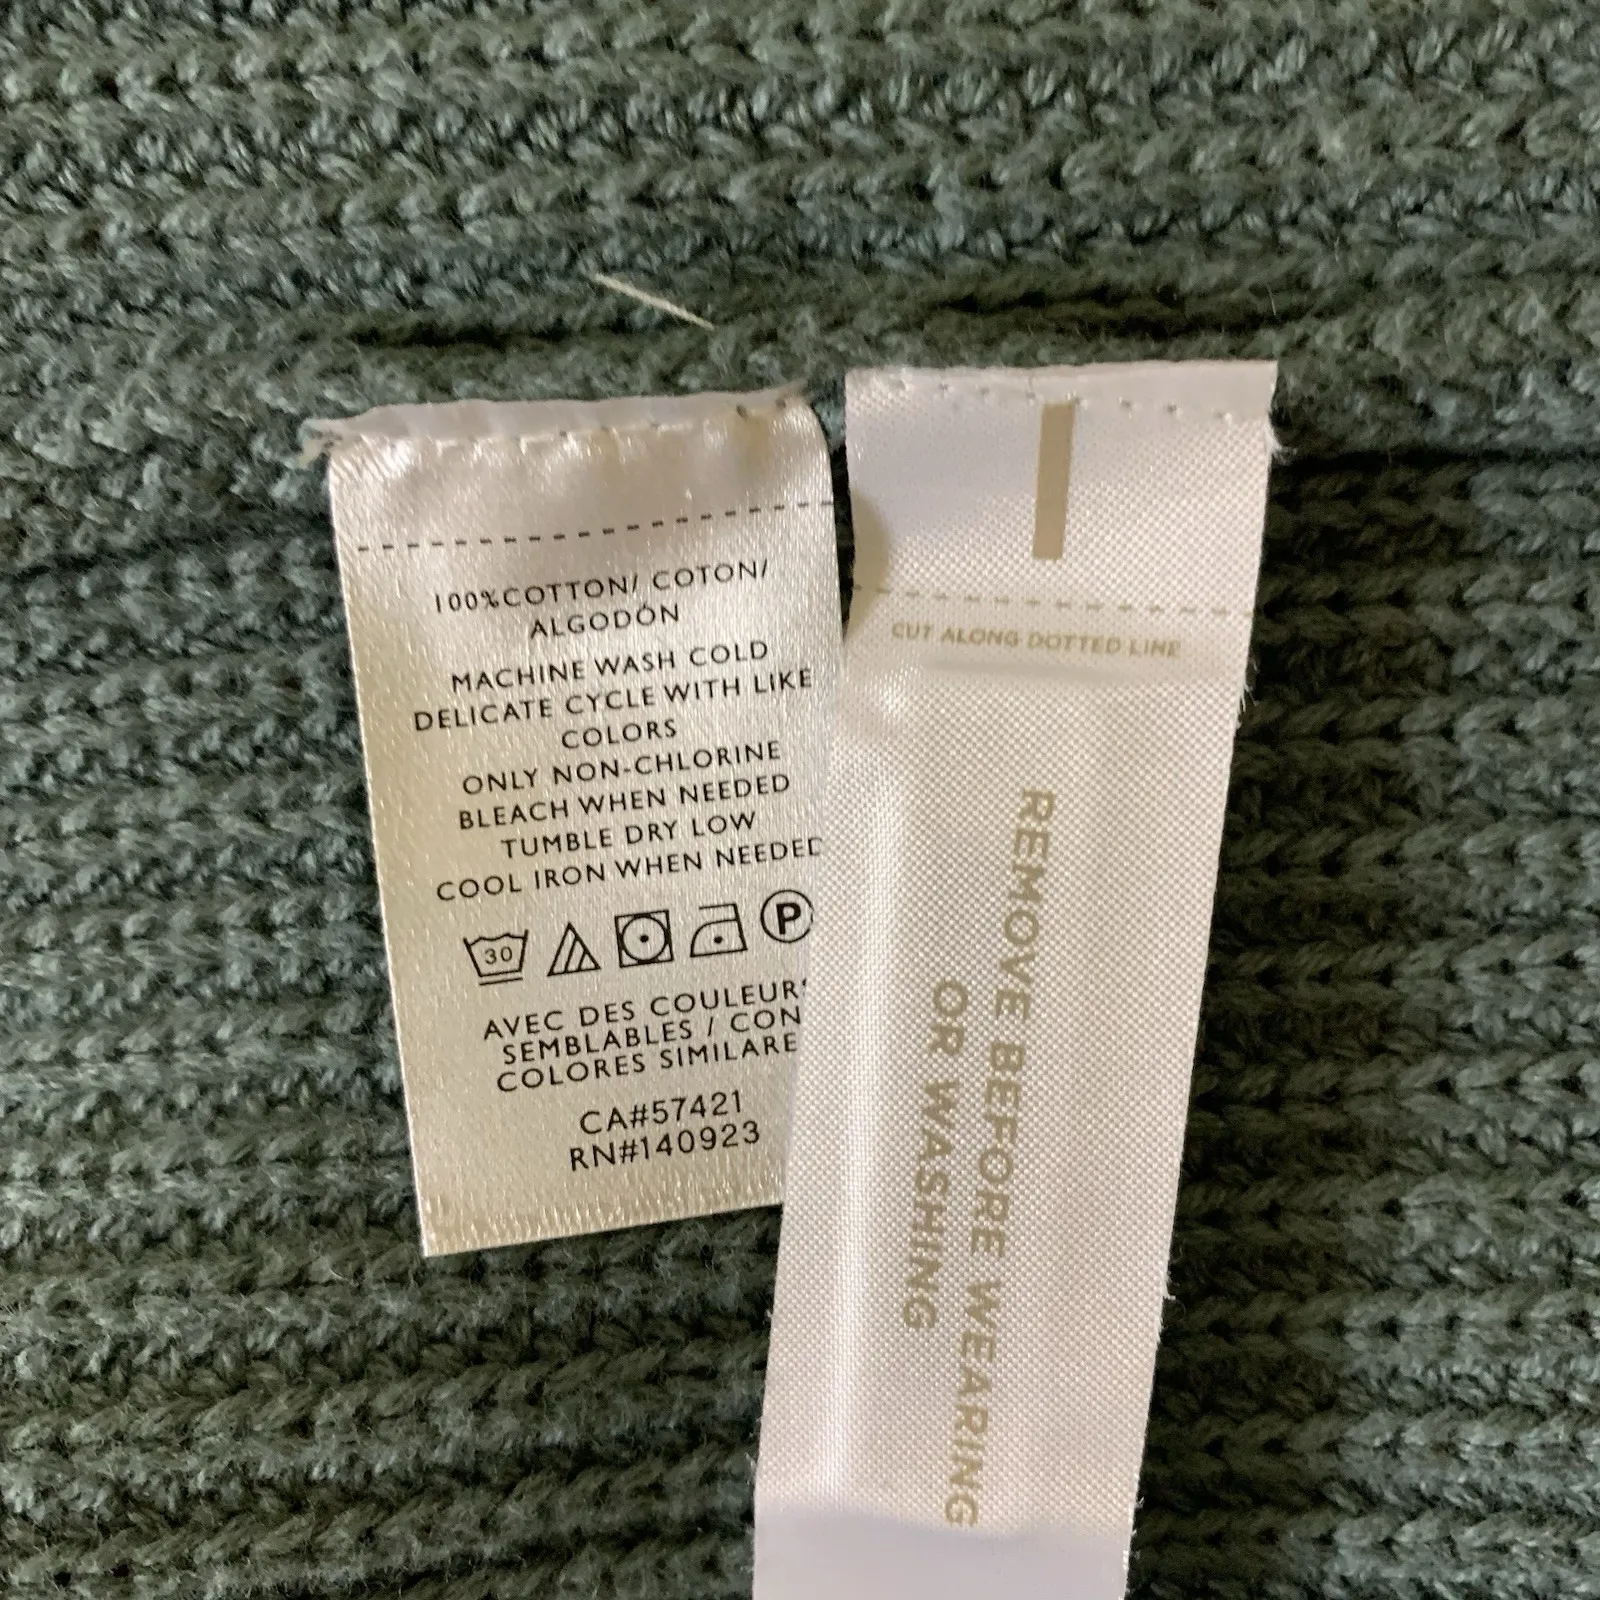 100%COTTON/ COTON/
ALGODÓN
MACHINE WASH COLD
DELICATE CYCLE WITH LIKE
COLORS
ONLY NON-CHLORINE
BLEACH WHEN NEEDED
TUMBLE DRY LOW
COOL IRON WHEN NEEDED
30 P
AVEC DES COULEURS
SEMBLABLES / CON
COLORES SIMILARE
CA#57421
RN#140923
CUT ALONG DOTTED LINE
REMOVE BEFORE WEARING
OR WASHING